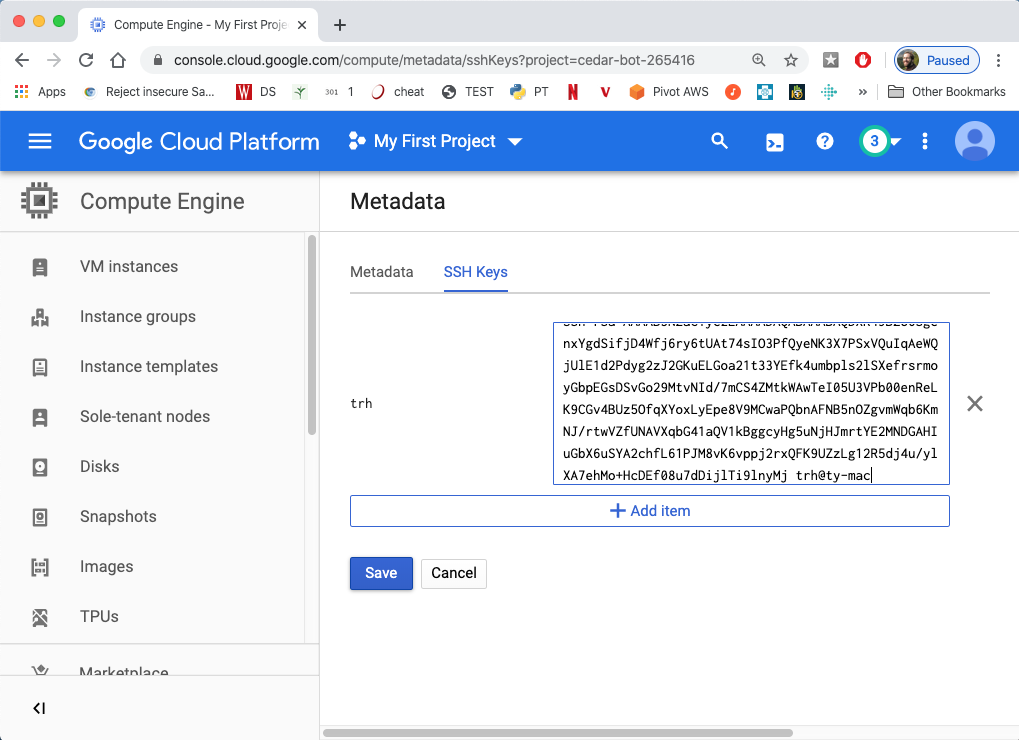 Compute Engine - My First Proje
console.cloud.google.com/compute/metadata/sshKeys?project=cedar-bot-265416
Paused
Apps
Reject insecure Sa...
W DS
301 1
cheat
TEST
PT
N
V
Pivot AWS
»
Other Bookmarks
Google Cloud Platform
My First Project
3
Compute Engine
Metadata
VM instances
Instance groups
Instance templates
Sole-tenant nodes
Disks
Snapshots
Images
TPUs
Marketplace
Metadata
SSH Keys
trh
nxYgdSifjD4Wfj6ry6tUAt74sIO3PfQyeNK3X7PSxVQuIqAeWQ
jUlE1d2Pdyg2zJ2GKuELGoa21t33YEfk4umbpls2lSXefrsrmo
yGbpEGsDSvGo29MtvNId/7mCS4ZMtkWAwTeI05U3VPb00enReL
K9CGv4BUz5OfqXYoxLyEpe8V9MCwaPQbnAFNB5nOZgvmWqb6Km
NJ/rtwVZfUNAVXqbG41aQV1kBggcyHg5uNjHJmrtYE2MNDGAHI
uGbX6uSYA2chfL61PJM8vK6vppj2rxQFK9UZzLg12R5dj4u/yl
XA7ehMo+HcDEf08u7dDijlTi9lnyMj trh@ty-mac
Add item
Save
Cancel